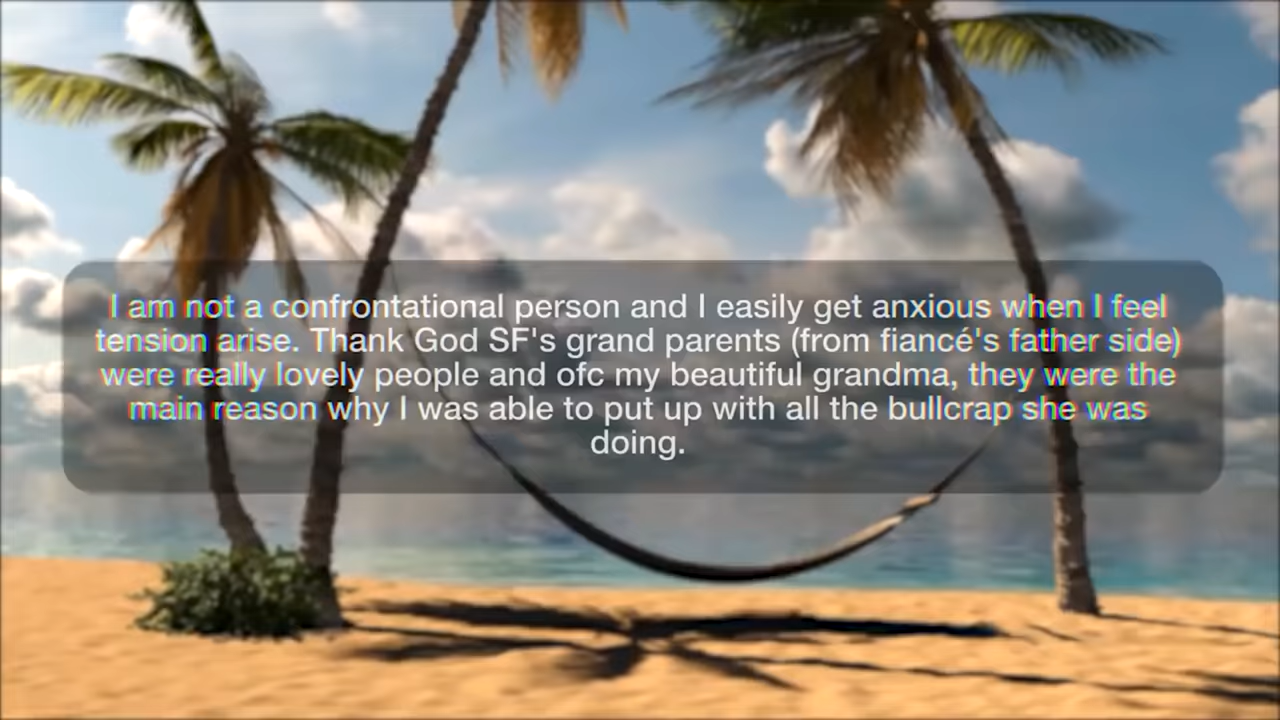 I am not a confrontational person and I easily get anxious when I feel
tension arise. Thank God SF's grand parents (from fiancé's father side)
were really lovely people and ofc my beautiful grandma, they were the
main reason why I was able to put up with all the bullcrap she was
doing.